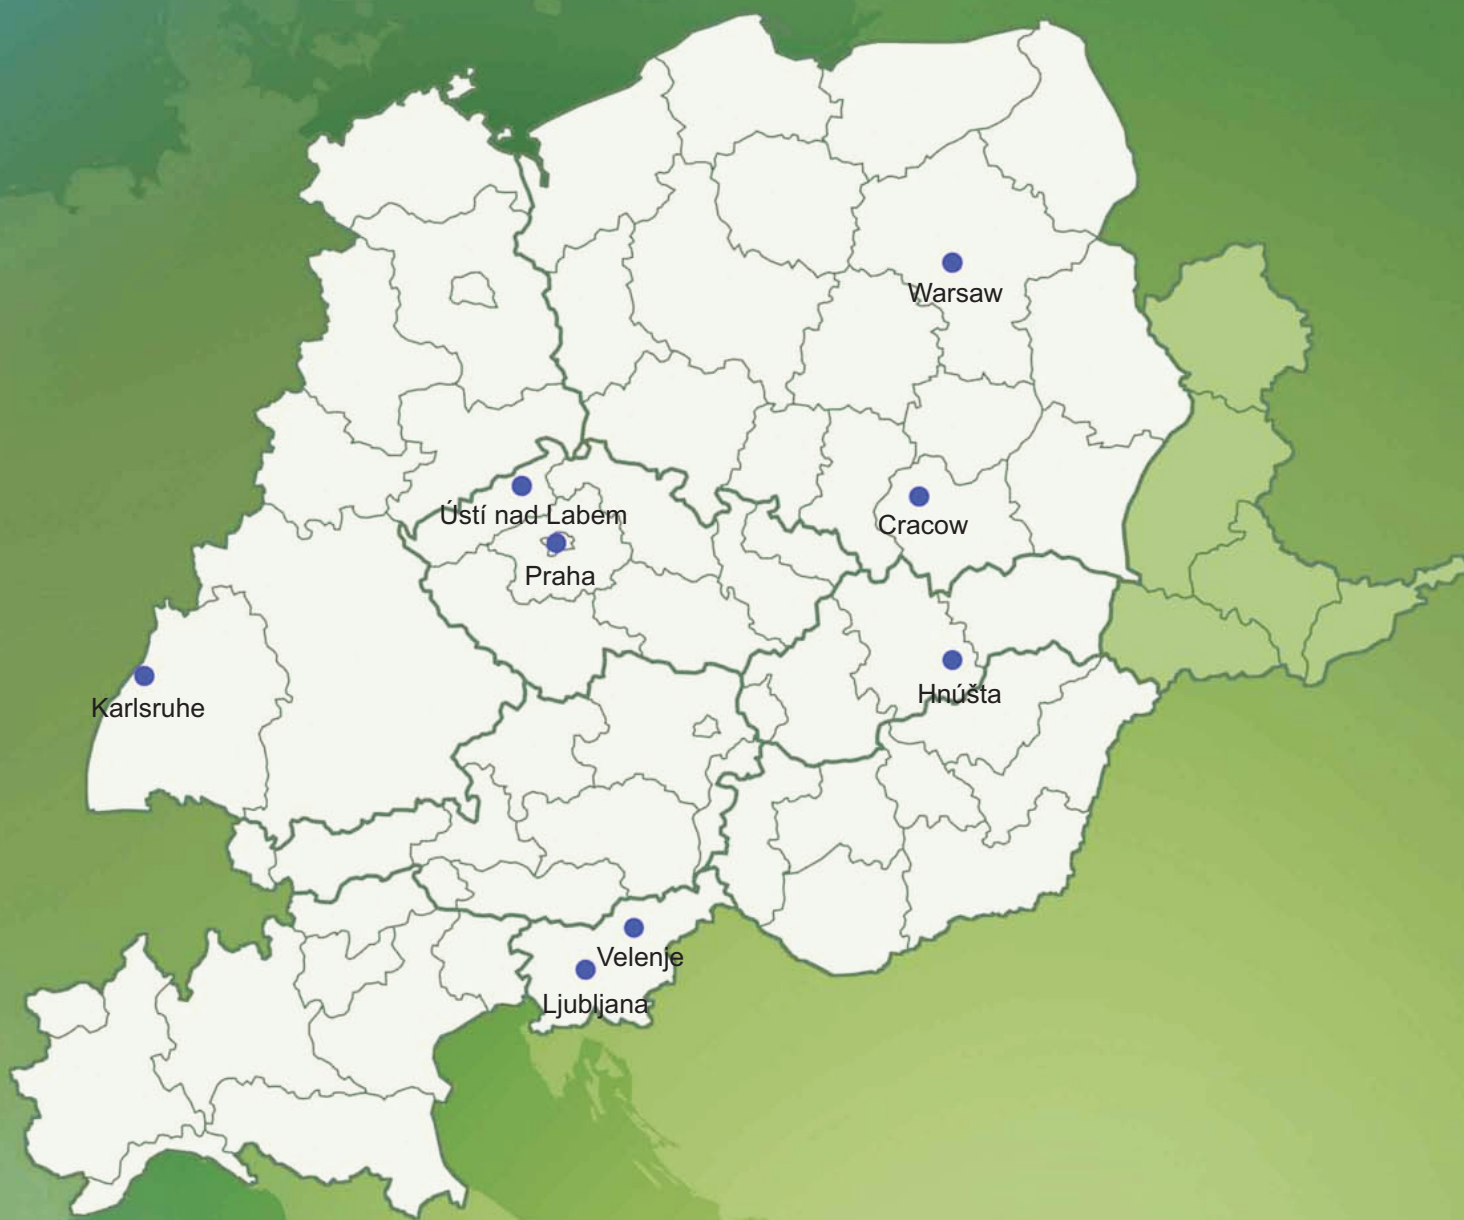 Warsaw
Ústí nad Labem
Cracow
Praha
Hnúšta
Karlsruhe
Velenje
Ljubljana